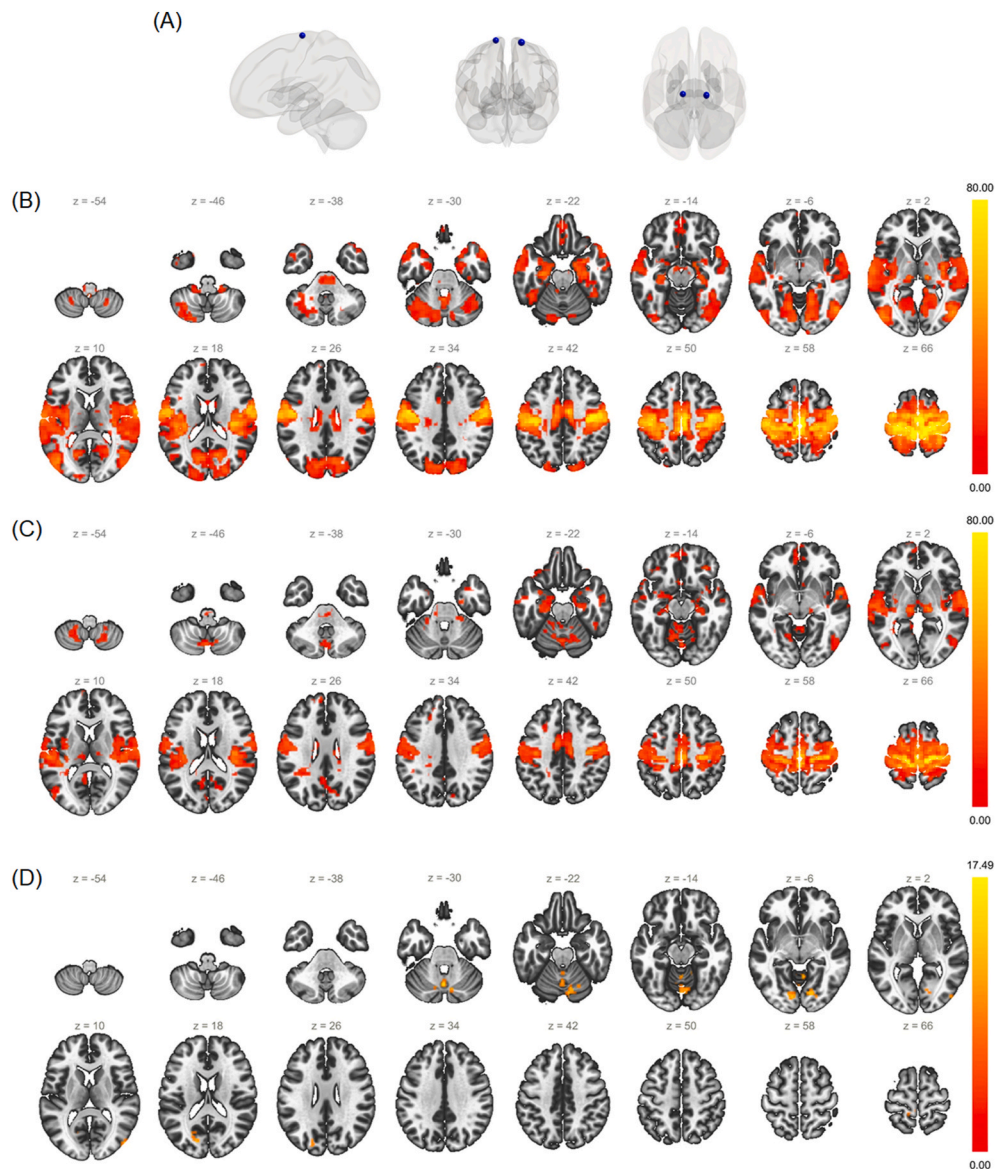 (A)
(B)
z = -54 z = -46 z = -38 z = -30 z = -22 z = -14 z = -6 z = 2
80.00
z = 10 z = 18 z = 26 z = 34 z = 42 z = 50 z = 58 z = 66
0.00
(C)
z = -54 z = -46 z = -38 z = -30 z = -22 z = -14 z = -6 z = 2
80.00
z = 10 z = 18 z = 26 z = 34 z = 42 z = 50 z = 58 z = 66
0.00
(D)
z = -54 z = -46 z = -38 z = -30 z = -22 z = -14 z = -6 z = 2
17.49
z = 10 z = 18 z = 26 z = 34 z = 42 z = 50 z = 58 z = 66
0.00